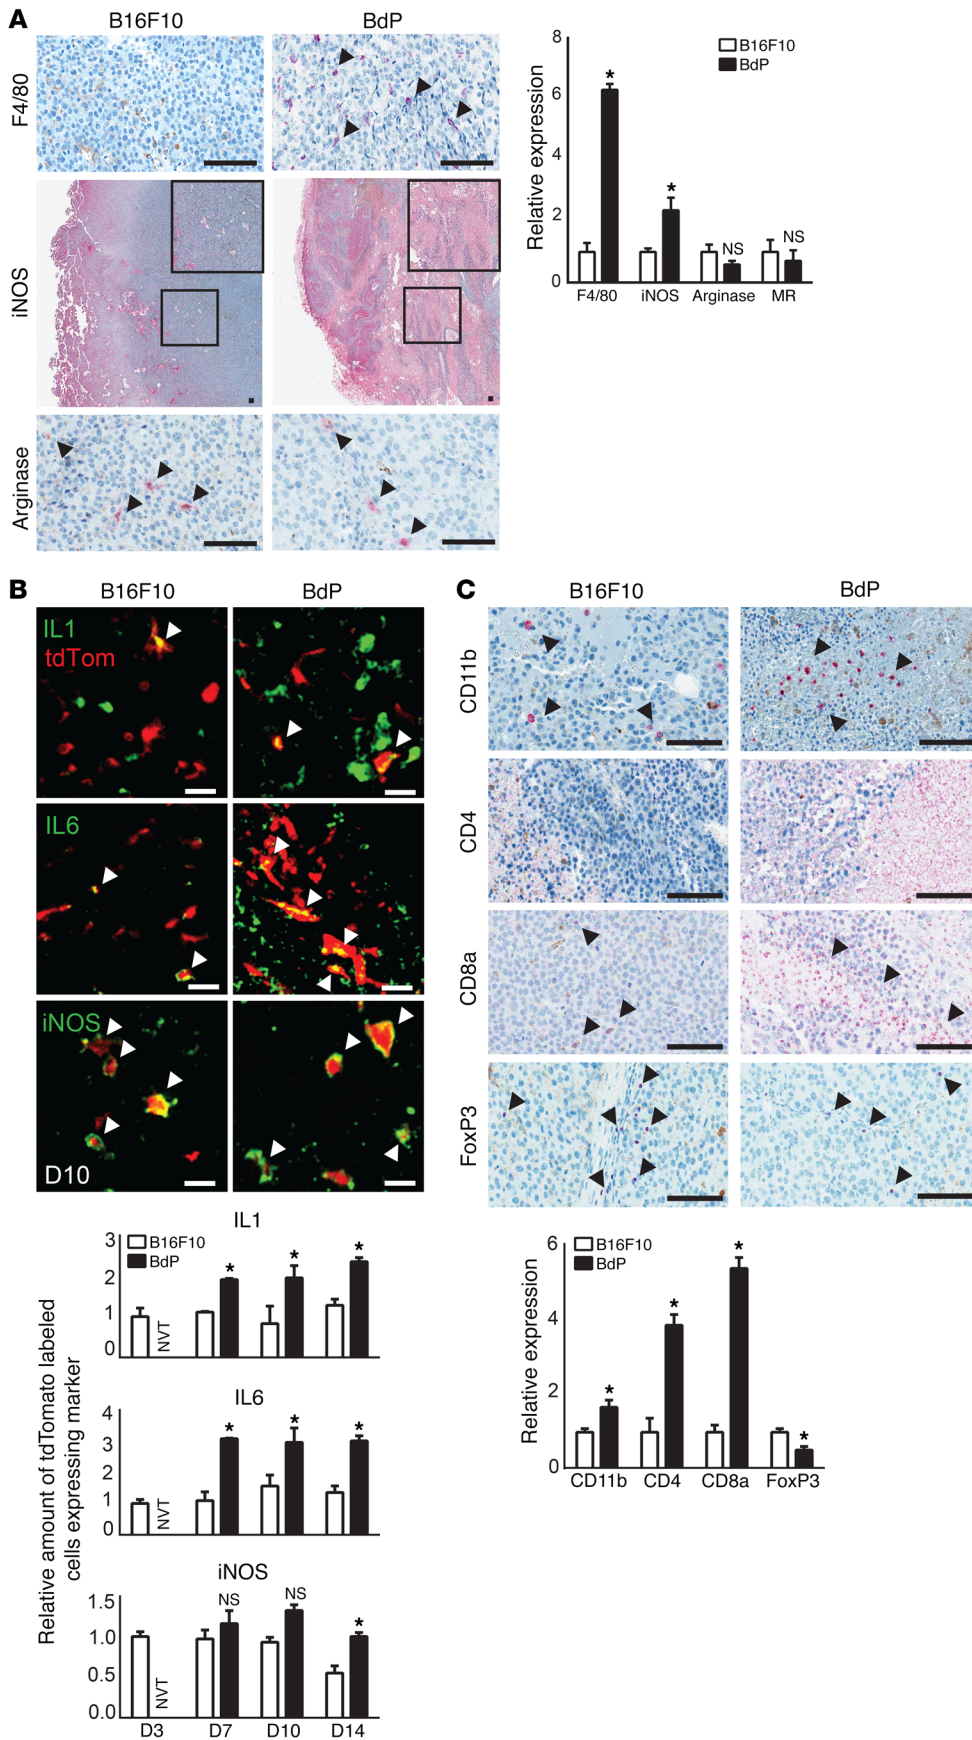 A
B16F10
BdP
F4/80
iNOS
Arginase
Relative expression
8
6
4
2
0
B16F10
BdP
*
*
NS
NS
F4/80
iNOS
Arginase
MR
B
B16F10
BdP
IL1
tdTom
IL6
iNOS
D10
Relative amount of tdTomato labeled
cells expressing marker
IL1
3
2
1
0
B16F10
BdP
NVT
*
*
*
IL6
4
3
2
1
0
NVT
*
*
*
iNOS
1.5
1.0
0.5
0.0
NVT
NS
NS
*
D3
D7
D10
D14
C
B16F10
BdP
CD11b
CD4
CD8a
FoxP3
Relative expression
6
4
2
0
B16F10
BdP
*
*
*
*
CD11b
CD4
CD8a
FoxP3